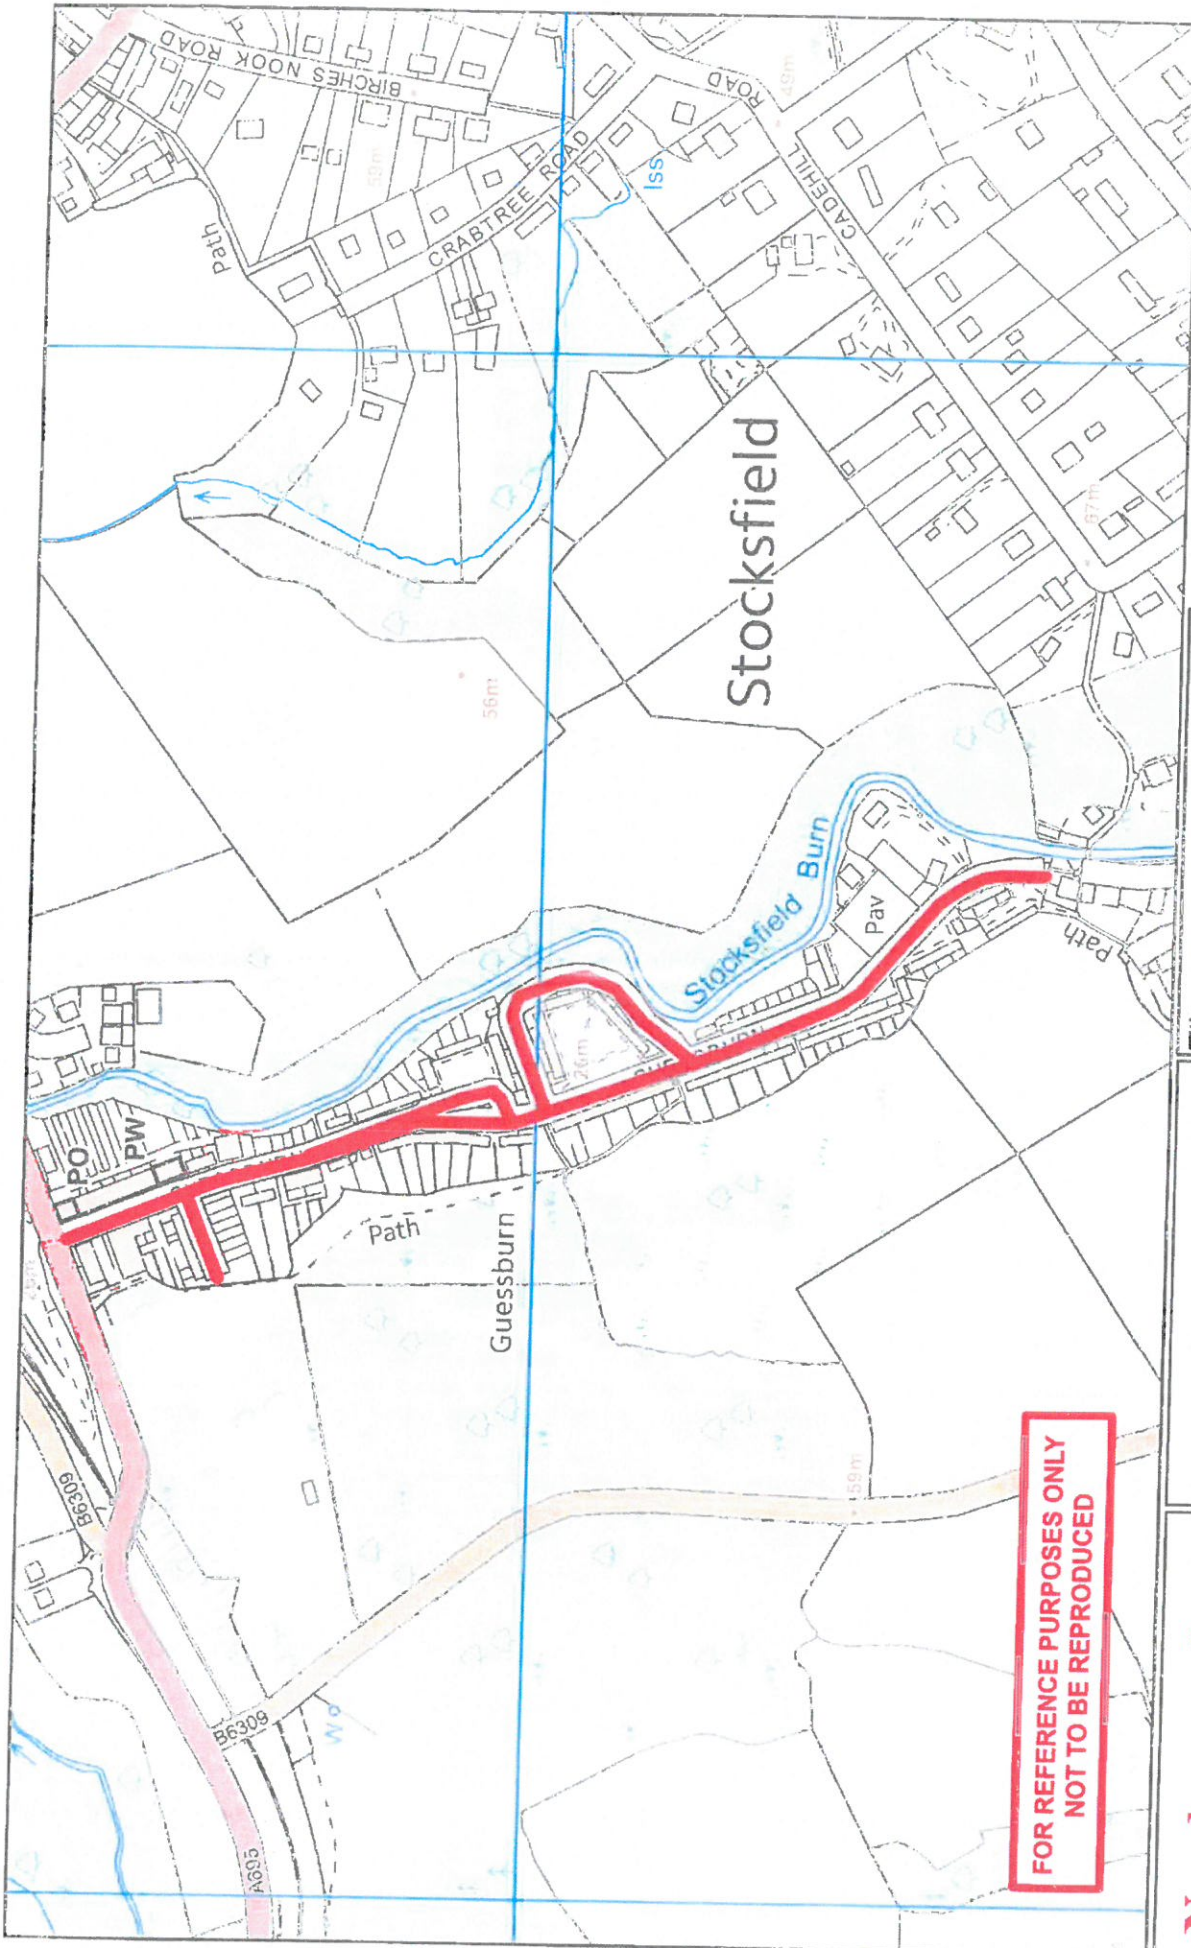 BIRCHES NOOK ROAD
59m
Path
CRABTREE ROAD
Iss
49m
CADEHILL ROAD
Stocksfield
67m
56m
Stocksfield Burn
Pav
Path
26m
PO
PW
Path
Guessburn
B6309
59m
B6309
A695
FOR REFERENCE PURPOSES ONLY
NOT TO BE REPRODUCED